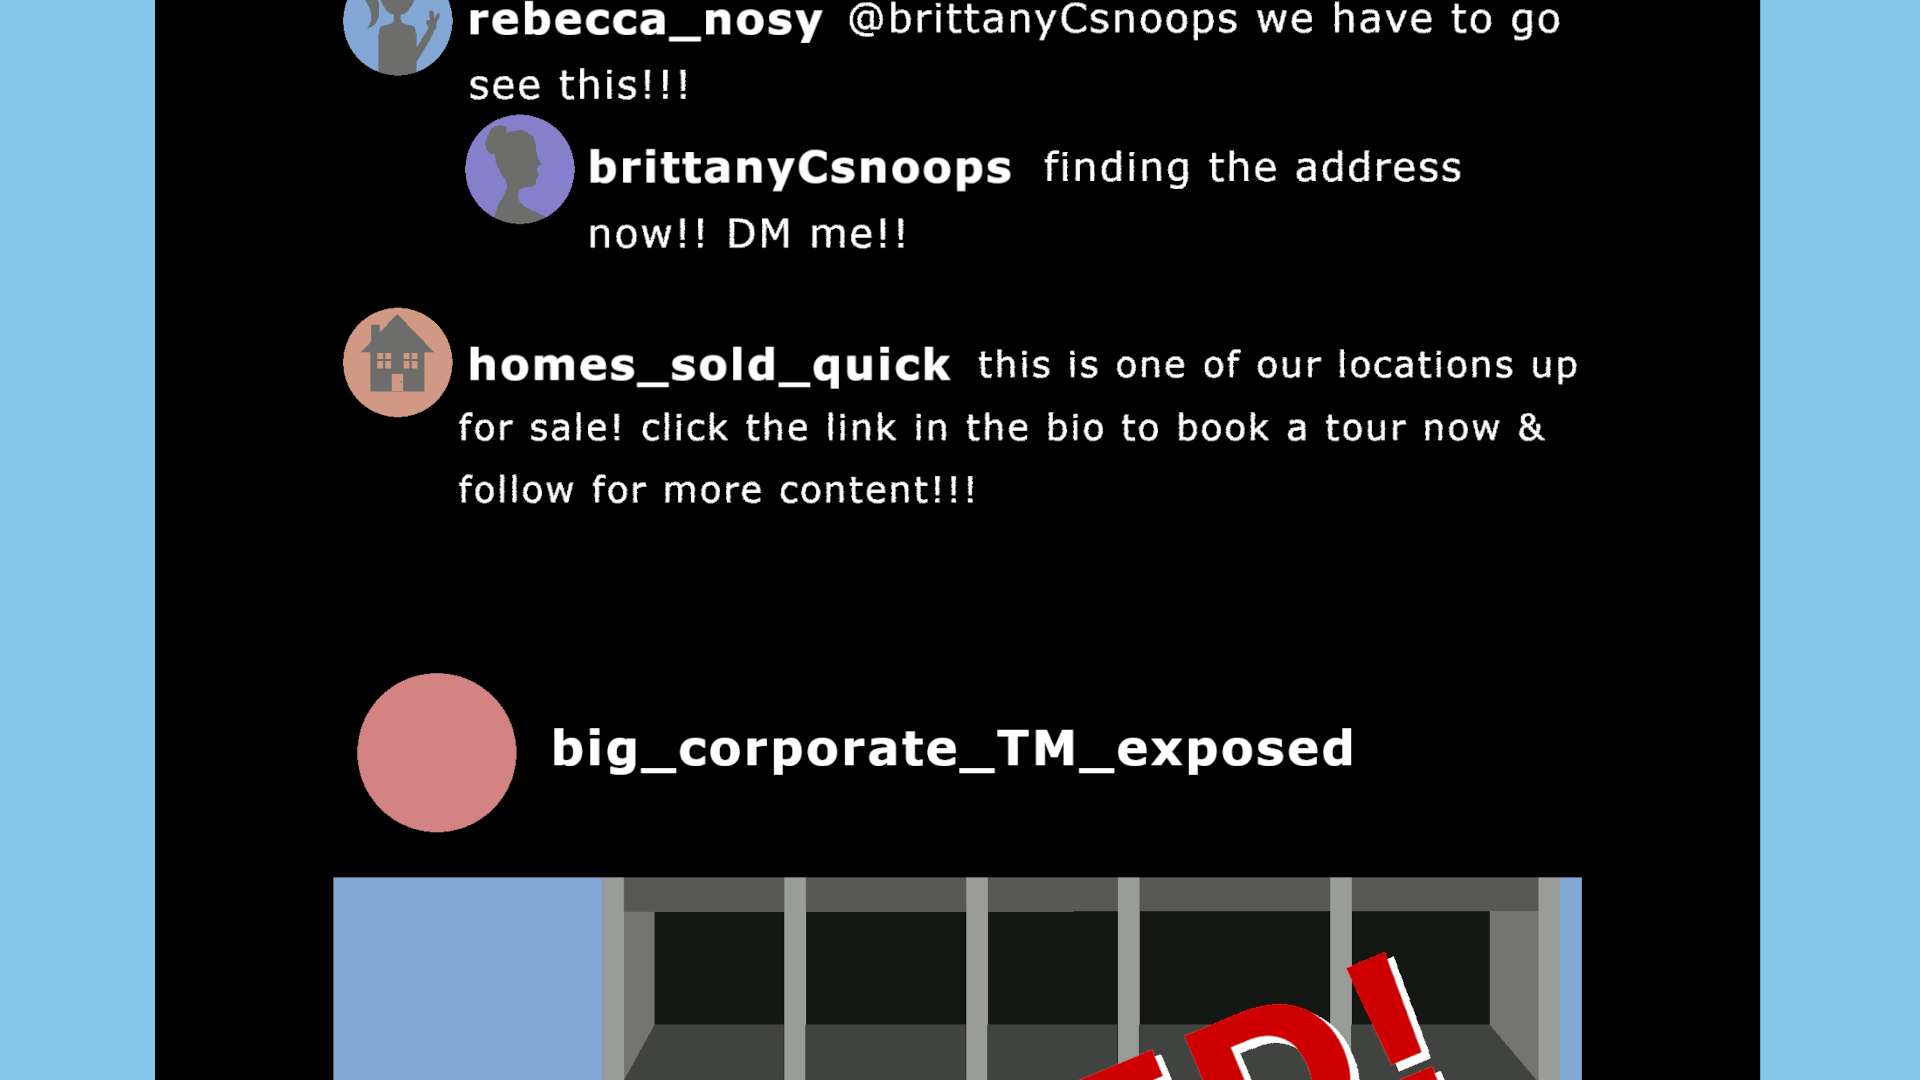 rebecca_nosy @brittanyCsnoops we have to go
see this!!!
brittanyCsnoops finding the address
now!! DM me!!
homes_sold_quick this is one of our locations up
for sale! click the link in the bio to book a tour now &
follow for more content!!!
big_corporate_TM_exposed
D!